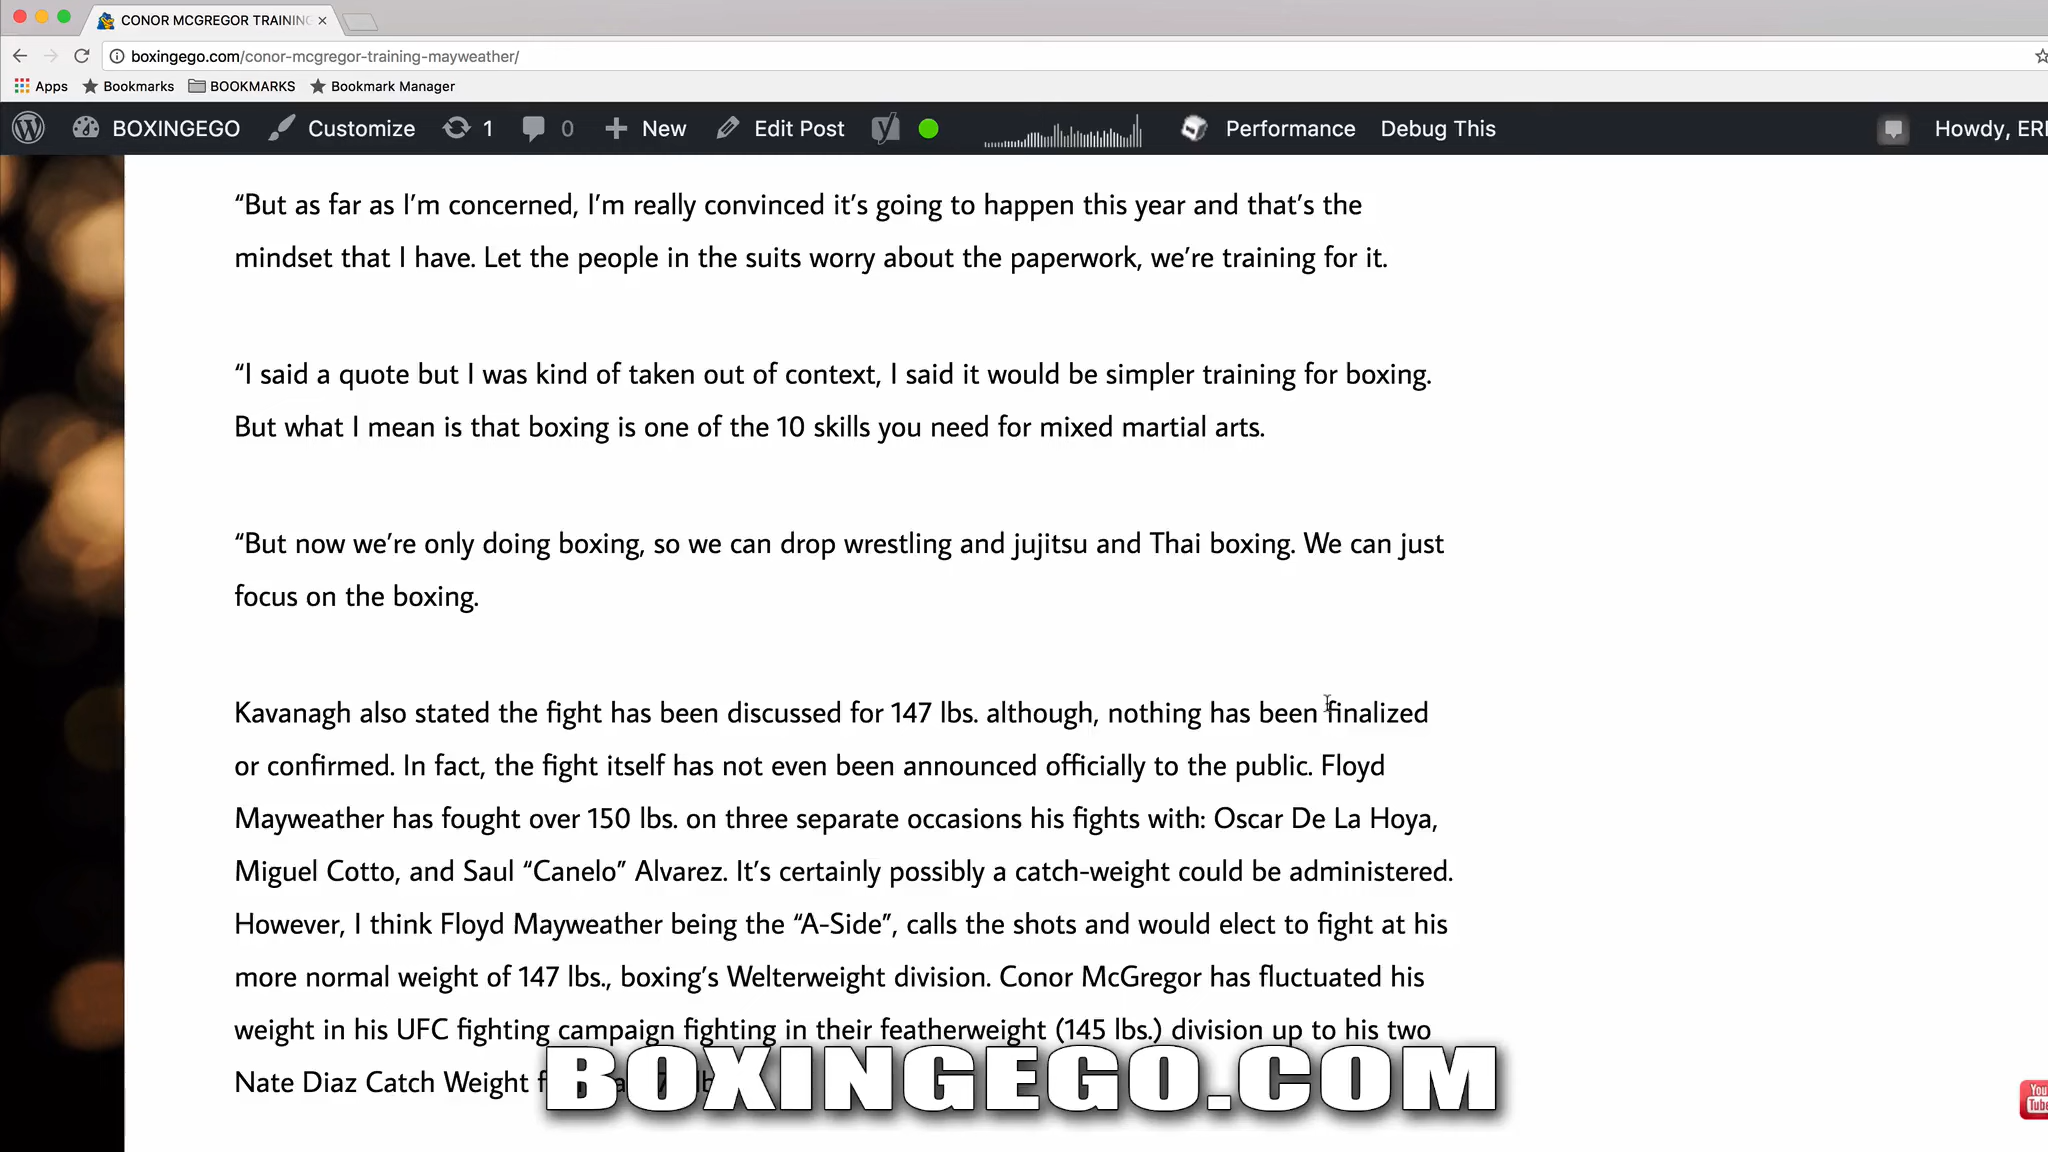 CONOR MCGREGOR TRAINING
boxingego.com/conor-mcgregor-training-mayweather/
Apps Bookmarks BOOKMARKS Bookmark Manager
BOXINGEGO Customize 1 0 New Edit Post Performance Debug This Howdy, ERI
“But as far as I’m concerned, I’m really convinced it’s going to happen this year and that’s the
mindset that I have. Let the people in the suits worry about the paperwork, we’re training for it.
“I said a quote but I was kind of taken out of context, I said it would be simpler training for boxing.
But what I mean is that boxing is one of the 10 skills you need for mixed martial arts.
“But now we’re only doing boxing, so we can drop wrestling and jujitsu and Thai boxing. We can just
focus on the boxing.
Kavanagh also stated the fight has been discussed for 147 lbs. although, nothing has been finalized
or confirmed. In fact, the fight itself has not even been announced officially to the public. Floyd
Mayweather has fought over 150 lbs. on three separate occasions his fights with: Oscar De La Hoya,
Miguel Cotto, and Saul “Canelo” Alvarez. It’s certainly possibly a catch-weight could be administered.
However, I think Floyd Mayweather being the “A-Side”, calls the shots and would elect to fight at his
more normal weight of 147 lbs., boxing’s Welterweight division. Conor McGregor has fluctuated his
weight in his UFC fighting campaign fighting in their featherweight (145 lbs.) division up to his two
Nate Diaz Catch Weight
BOXINGEGO.COM
You
Tube